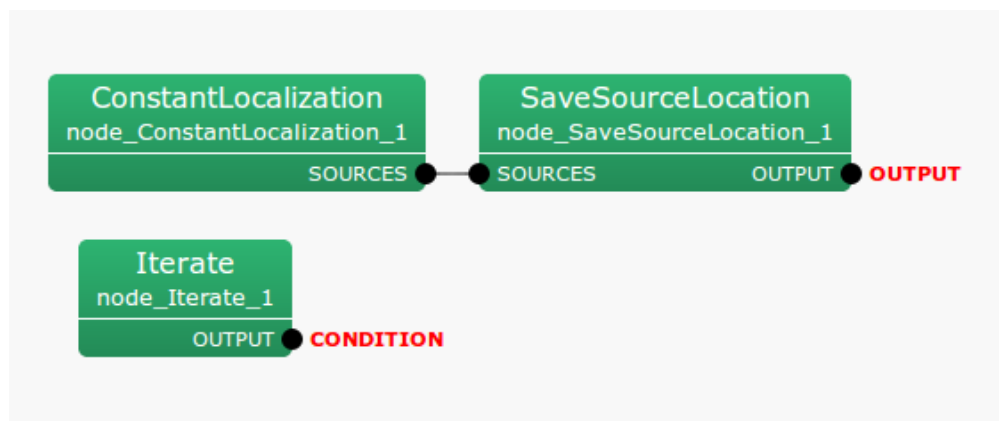 ConstantLocalization
node_ConstantLocalization_1
SOURCES
SaveSourceLocation
node_SaveSourceLocation_1
SOURCES OUTPUT OUTPUT
Iterate
node_Iterate_1
OUTPUT CONDITION